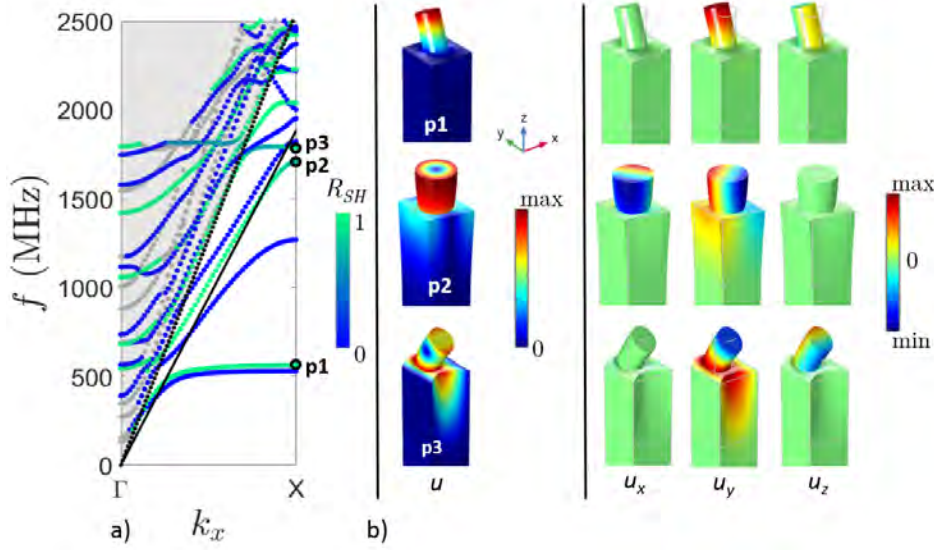 2500
2000
1500
1000
500
0
f (MHz)
Γ
X
k_x
a)
p3
p2
p1
R_SH
1
0
b)
p1
p2
p3
u
z
y
x
max
0
u_x
u_y
u_z
max
0
min